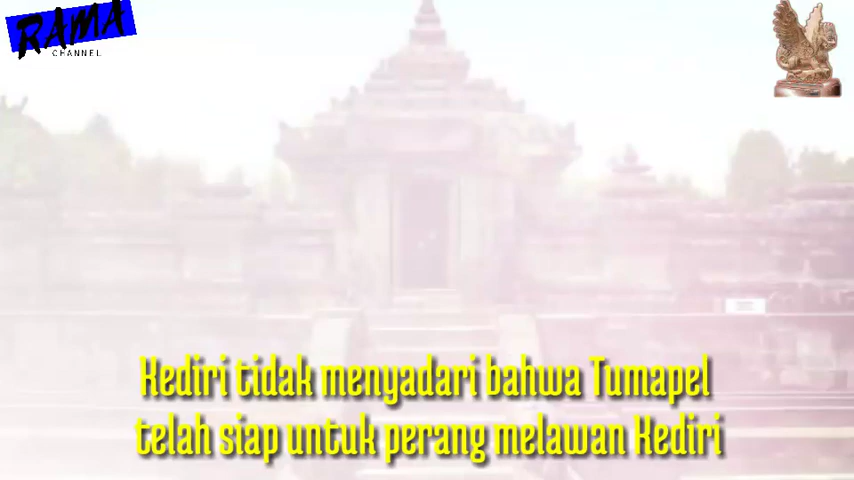 RAMA
CHANNEL
Kediri tidak menyadari bahwa Tumapel
telah siap untuk perang melawan Kediri